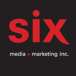 six
media + marketing inc.